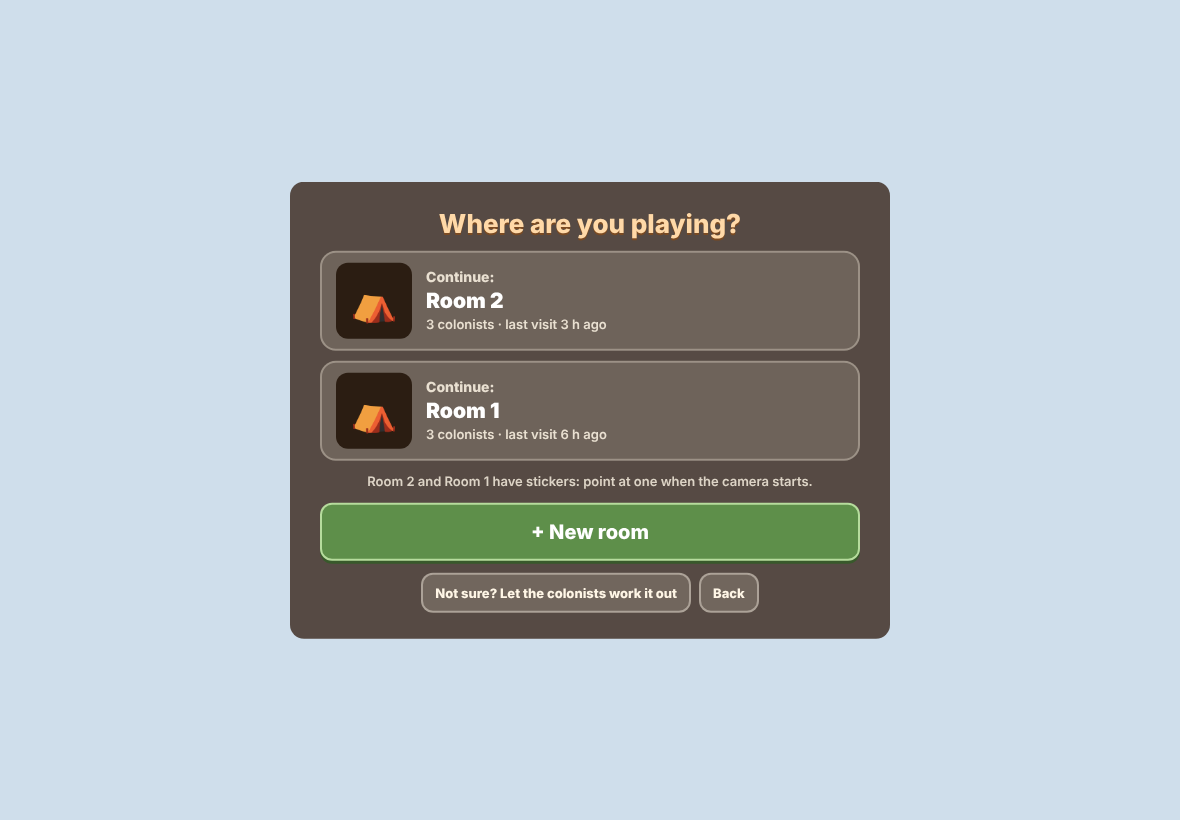 Where are you playing?
Continue:
Room 2
3 colonists · last visit 3 h ago
Continue:
Room 1
3 colonists · last visit 6 h ago
Room 2 and Room 1 have stickers: point at one when the camera starts.
+ New room
Not sure? Let the colonists work it out
Back